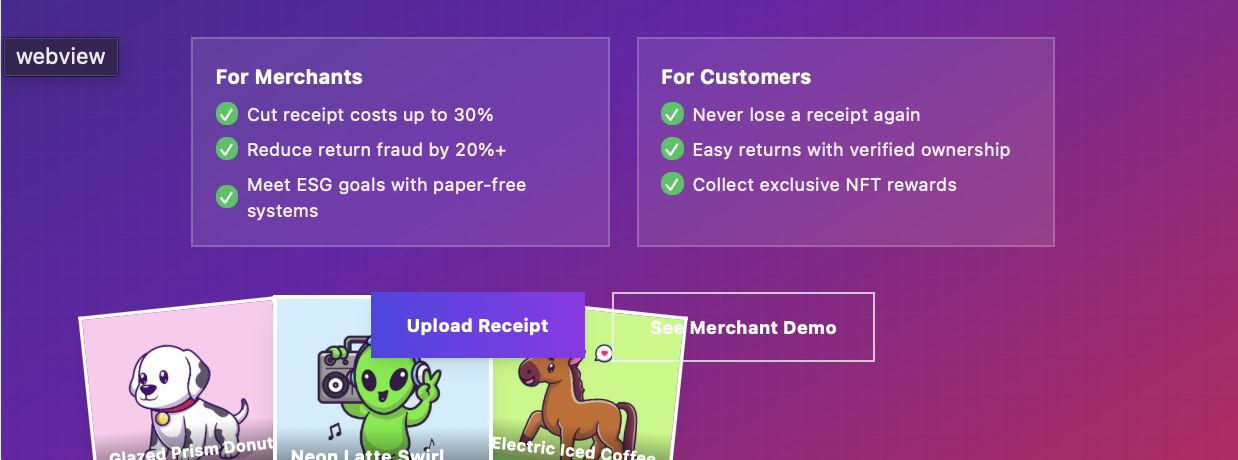 webview
For Merchants
Cut receipt costs up to 30%
Reduce return fraud by 20%+
Meet ESG goals with paper-free
systems
For Customers
Never lose a receipt again
Easy returns with verified ownership
Collect exclusive NFT rewards
Upload Receipt
See Merchant Demo
Glazed Prism Donut
Neon Latte Swirl
Electric Iced Coffee